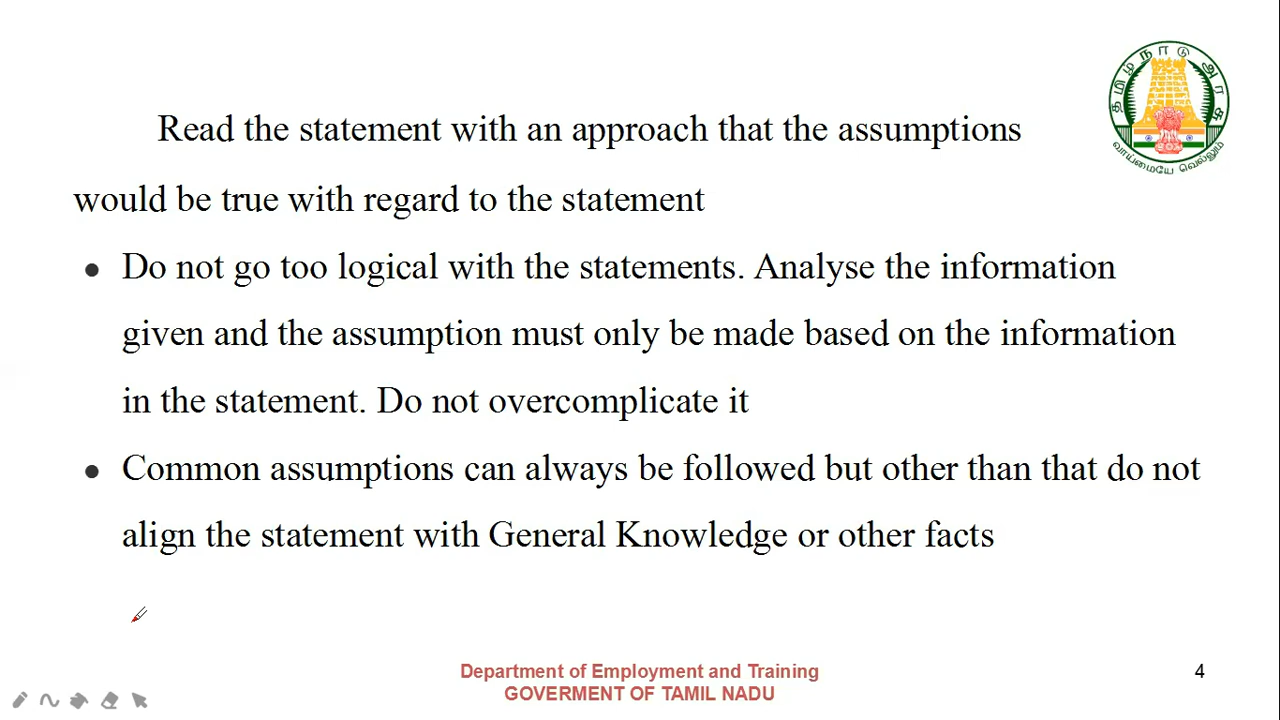 தமிழ்நாடு அரசு
வாய்மையே வெல்லும்
Read the statement with an approach that the assumptions
would be true with regard to the statement
● Do not go too logical with the statements. Analyse the information
given and the assumption must only be made based on the information
in the statement. Do not overcomplicate it
● Common assumptions can always be followed but other than that do not
align the statement with General Knowledge or other facts
Department of Employment and Training
GOVERMENT OF TAMIL NADU
4